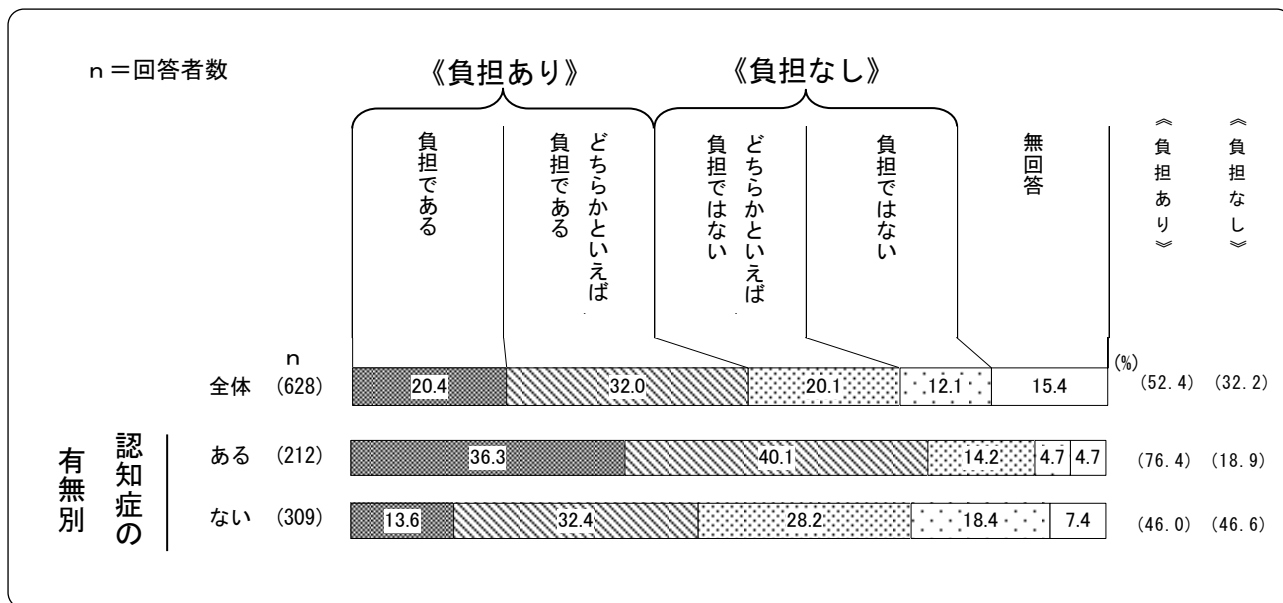 n＝回答者数
《負担あり》
《負担なし》
負担である
どちらかといえば
負担である
どちらかといえば
負担ではない
負担ではない
無回答
《負担あり》
《負担なし》
n
(%)
全体 (628) 20.4 32.0 20.1 12.1 15.4 (52.4) (32.2)
認知症の
有無別
ある (212) 36.3 40.1 14.2 4.7 4.7 (76.4) (18.9)
ない (309) 13.6 32.4 28.2 18.4 7.4 (46.0) (46.6)